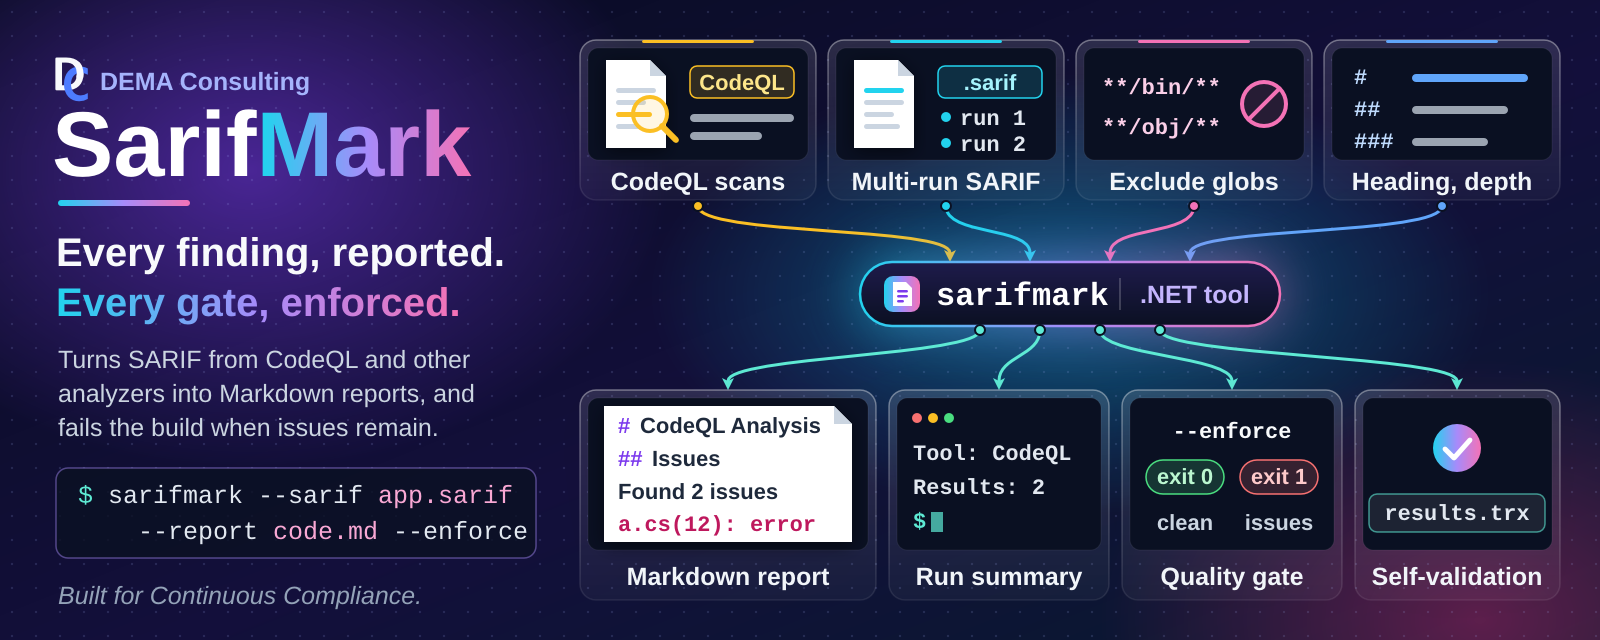 DC DEMA Consulting
SarifMark
Every finding, reported.
Every gate, enforced.
Turns SARIF from CodeQL and other
analyzers into Markdown reports, and
fails the build when issues remain.
$ sarifmark --sarif app.sarif
--report code.md --enforce
Built for Continuous Compliance.
CodeQL
CodeQL scans
.sarif
run 1
run 2
Multi-run SARIF
**/bin/**
**/obj/**
Exclude globs
#
##
###
Heading, depth
sarifmark .NET tool
# CodeQL Analysis
## Issues
Found 2 issues
a.cs(12): error
Markdown report
Tool: CodeQL
Results: 2
$
Run summary
--enforce
exit 0 exit 1
clean issues
Quality gate
results.trx
Self-validation